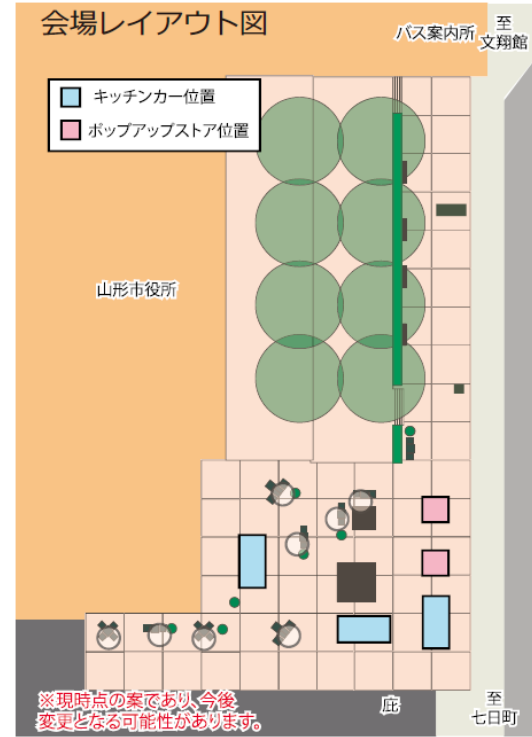 会場レイアウト図
バス案内所
至
文翔館
キッチンカー位置
ポップアップストア位置
山形市役所
※現時点の案であり、今後
変更となる可能性があります。
庇
至
七日町